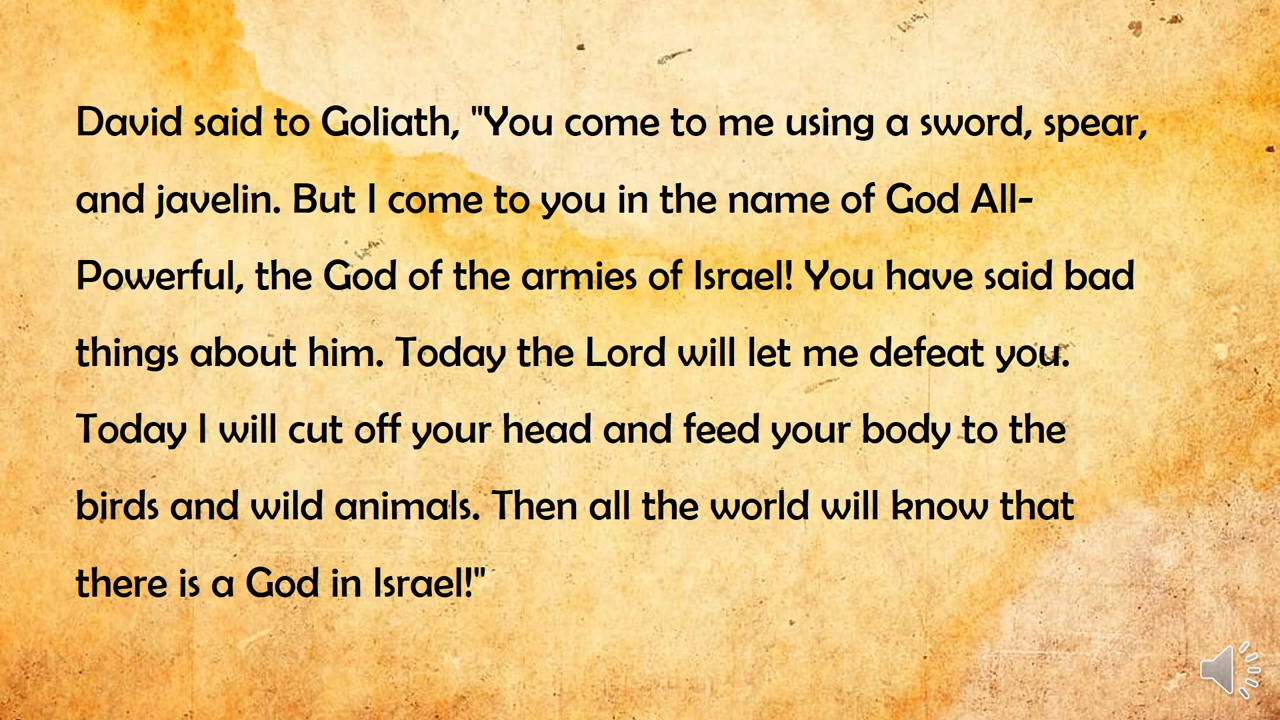 David said to Goliath, "You come to me using a sword, spear,
and javelin. But I come to you in the name of God All-
Powerful, the God of the armies of Israel! You have said bad
things about him. Today the Lord will let me defeat you.
Today I will cut off your head and feed your body to the
birds and wild animals. Then all the world will know that
there is a God in Israel!"